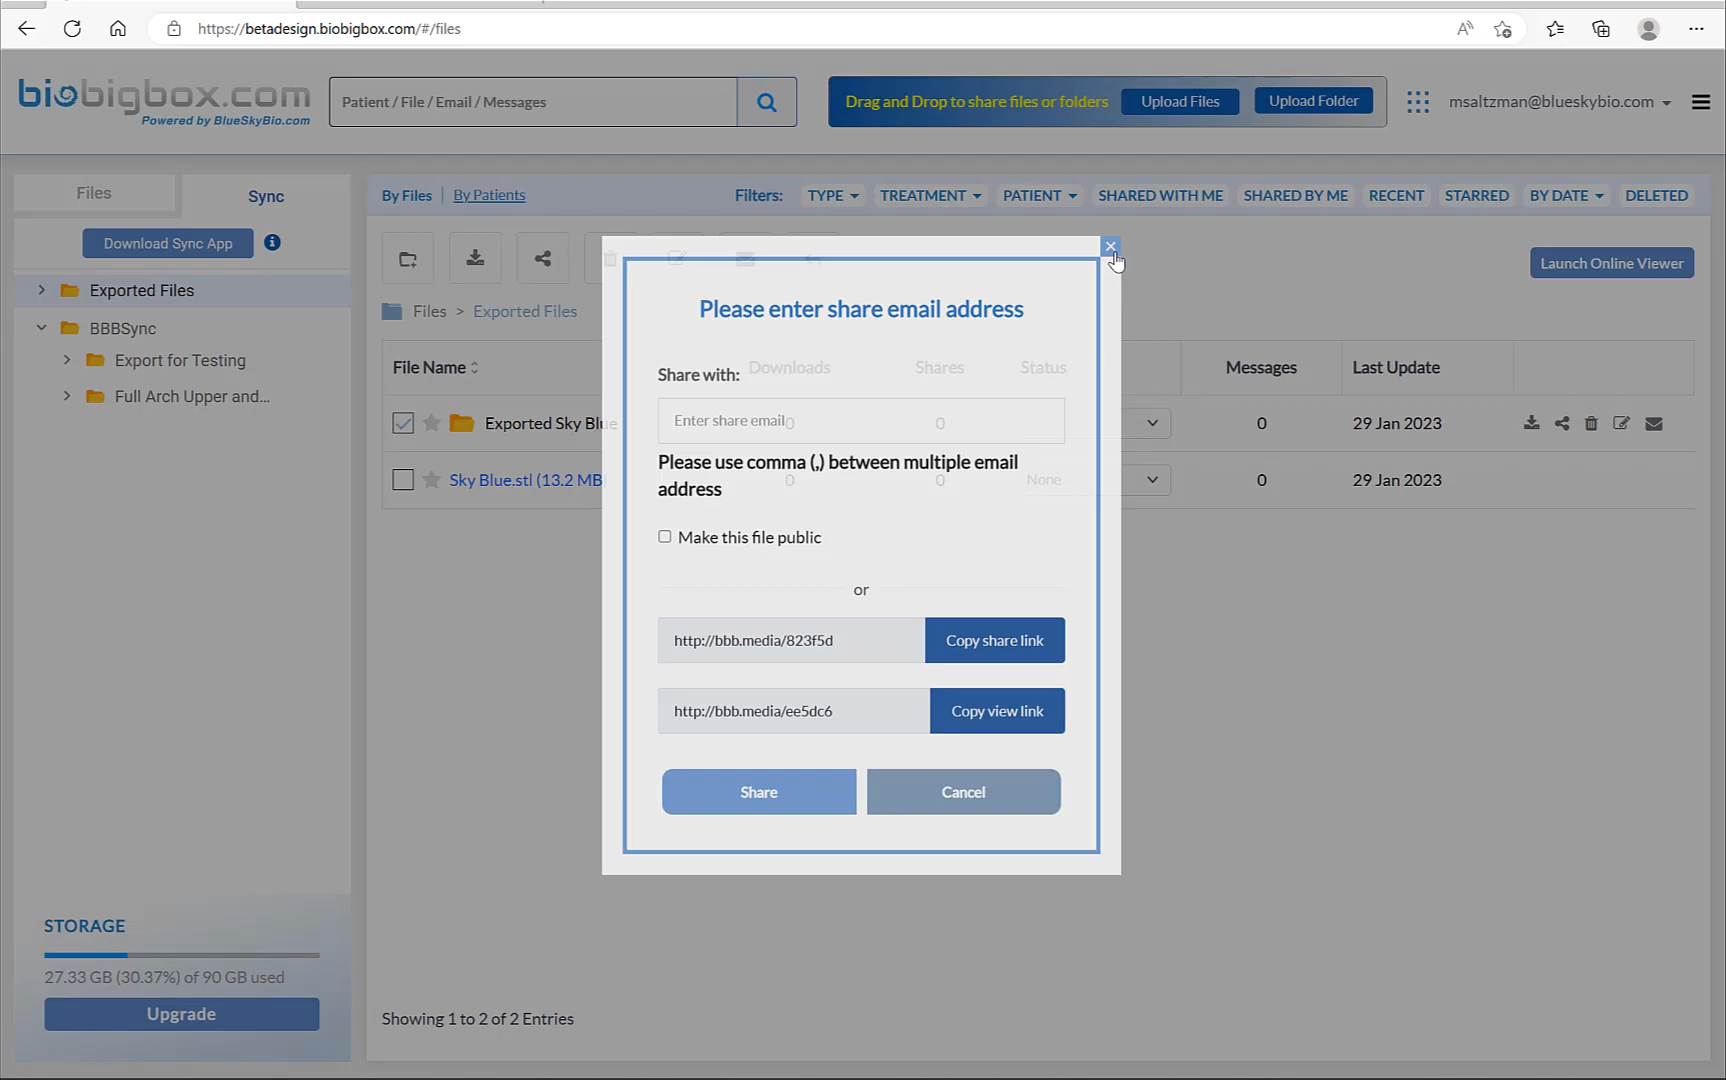 https://betadesign.biobigbox.com/#/files
biobigbox.com
Powered by BlueSkyBio.com
Patient / File / Email / Messages
Drag and Drop to share files or folders
Upload Files
Upload Folder
msaltzman@blueskybio.com
Files
Sync
By Files
By Patients
Filters:
TYPE
TREATMENT
PATIENT
SHARED WITH ME
SHARED BY ME
RECENT
STARRED
BY DATE
DELETED
Download Sync App
Launch Online Viewer
Exported Files
BBBSync
Export for Testing
Full Arch Upper and...
Files > Exported Files
File Name
Downloads
Shares
Status
Messages
Last Update
Exported Sky Blue
0
0
0
29 Jan 2023
Sky Blue.stl (13.2 MB)
0
0
None
0
29 Jan 2023
Please enter share email address
Share with:
Enter share email
Please use comma (,) between multiple email
address
Make this file public
or
http://bbb.media/823f5d
Copy share link
http://bbb.media/ee5dc6
Copy view link
Share
Cancel
STORAGE
27.33 GB (30.37%) of 90 GB used
Upgrade
Showing 1 to 2 of 2 Entries